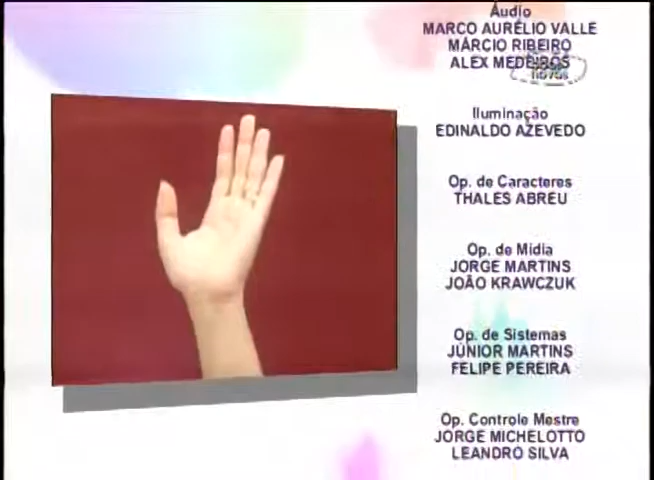 Áudio
MARCO AURÉLIO VALLE
MÁRCIO RIBEIRO
ALEX MEDEIROS
novos
Iluminação
EDINALDO AZEVEDO
Op. de Caracteres
THALES ABREU
Op. de Mídia
JORGE MARTINS
JOÃO KRAWCZUK
Op. de Sistemas
JÚNIOR MARTINS
FELIPE PEREIRA
Op. Controle Mestre
JORGE MICHELOTTO
LEANDRO SILVA